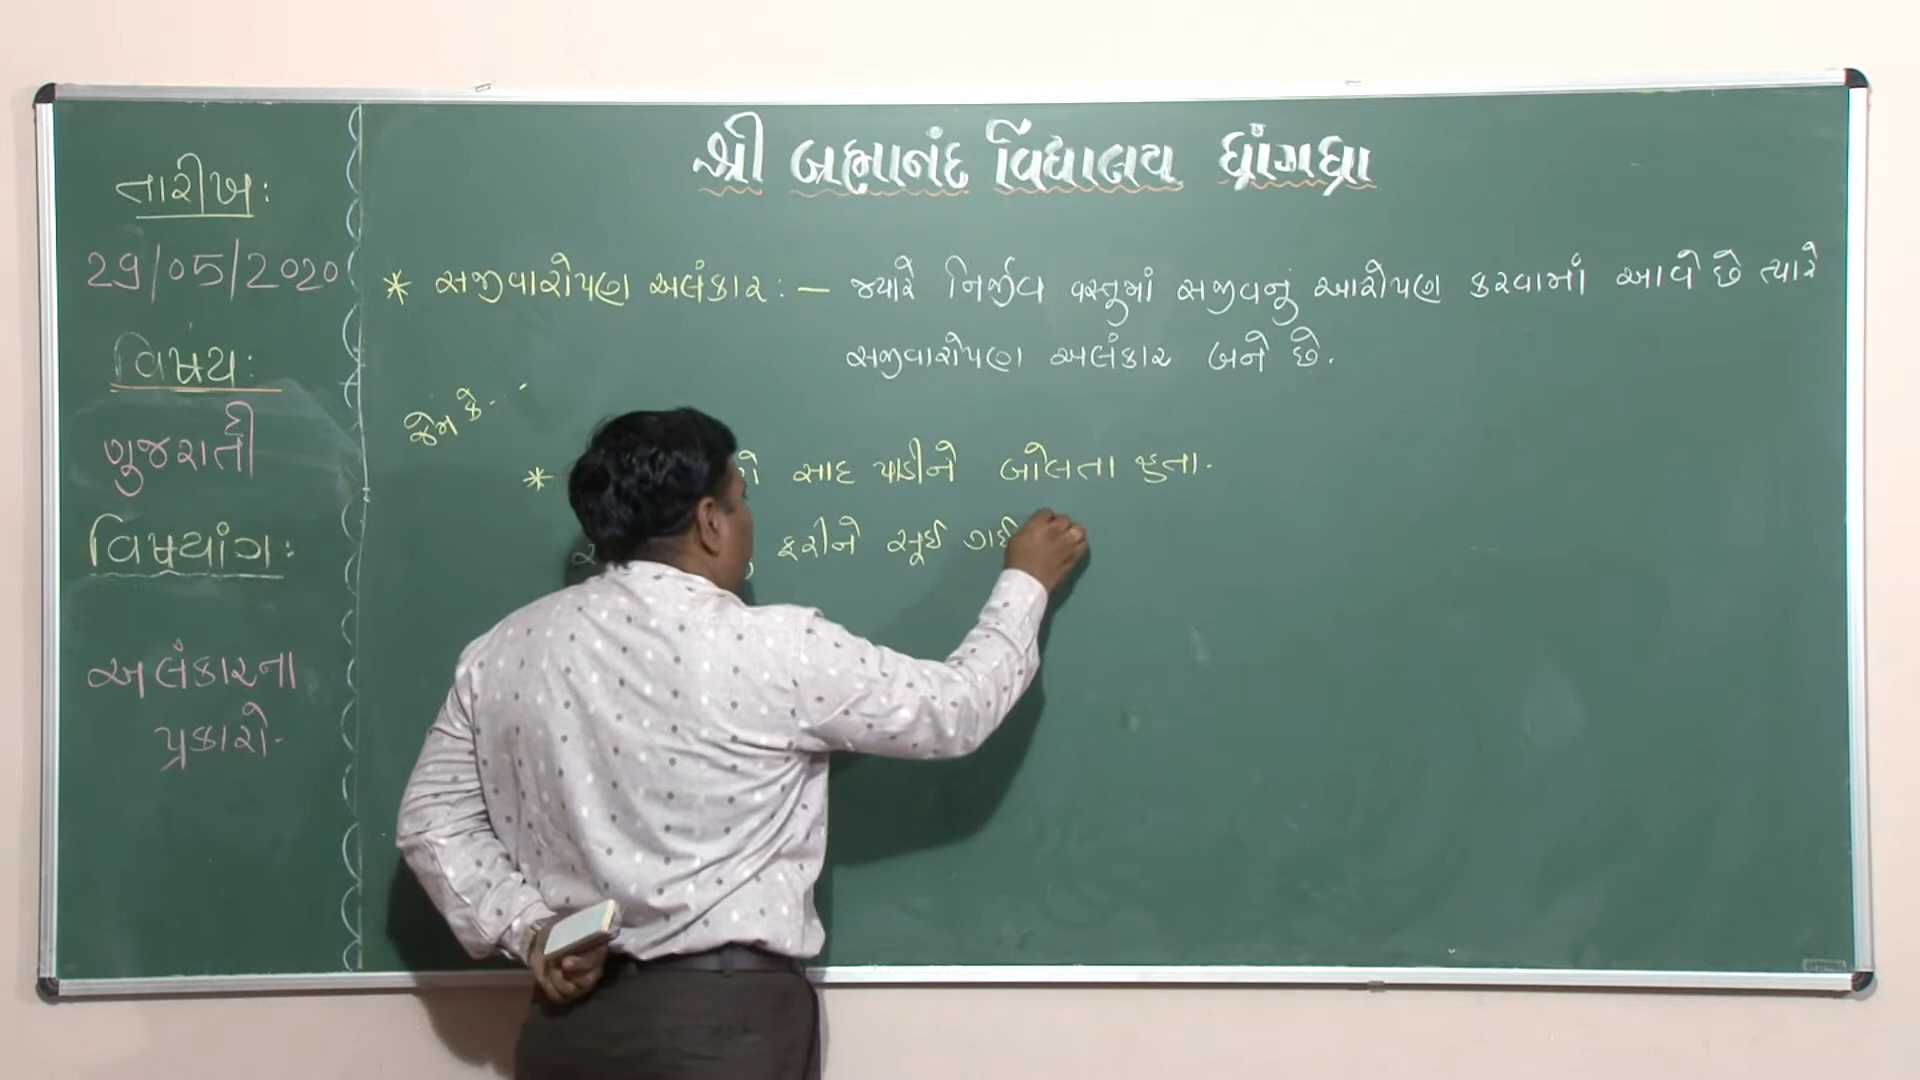 શ્રી બ્રહ્માનંદ વિદ્યાલય ધ્રાંગધ્રા
તારીખ:
29/05/2020
વિષય:
ગુજરાતી
વિષયાંગ:
અલંકારના
પ્રકારો-
* સજીવારોપણ અલંકાર:- જ્યારે નિર્જીવ વસ્તુમાં સજીવનું આરોપણ કરવામાં આવે છે ત્યારે
સજીવારોપણ અલંકાર બને છે.
જેમ કે...
* સાદ પાડીને બોલતા હતા.
ફરીને સૂઈ ગઈ